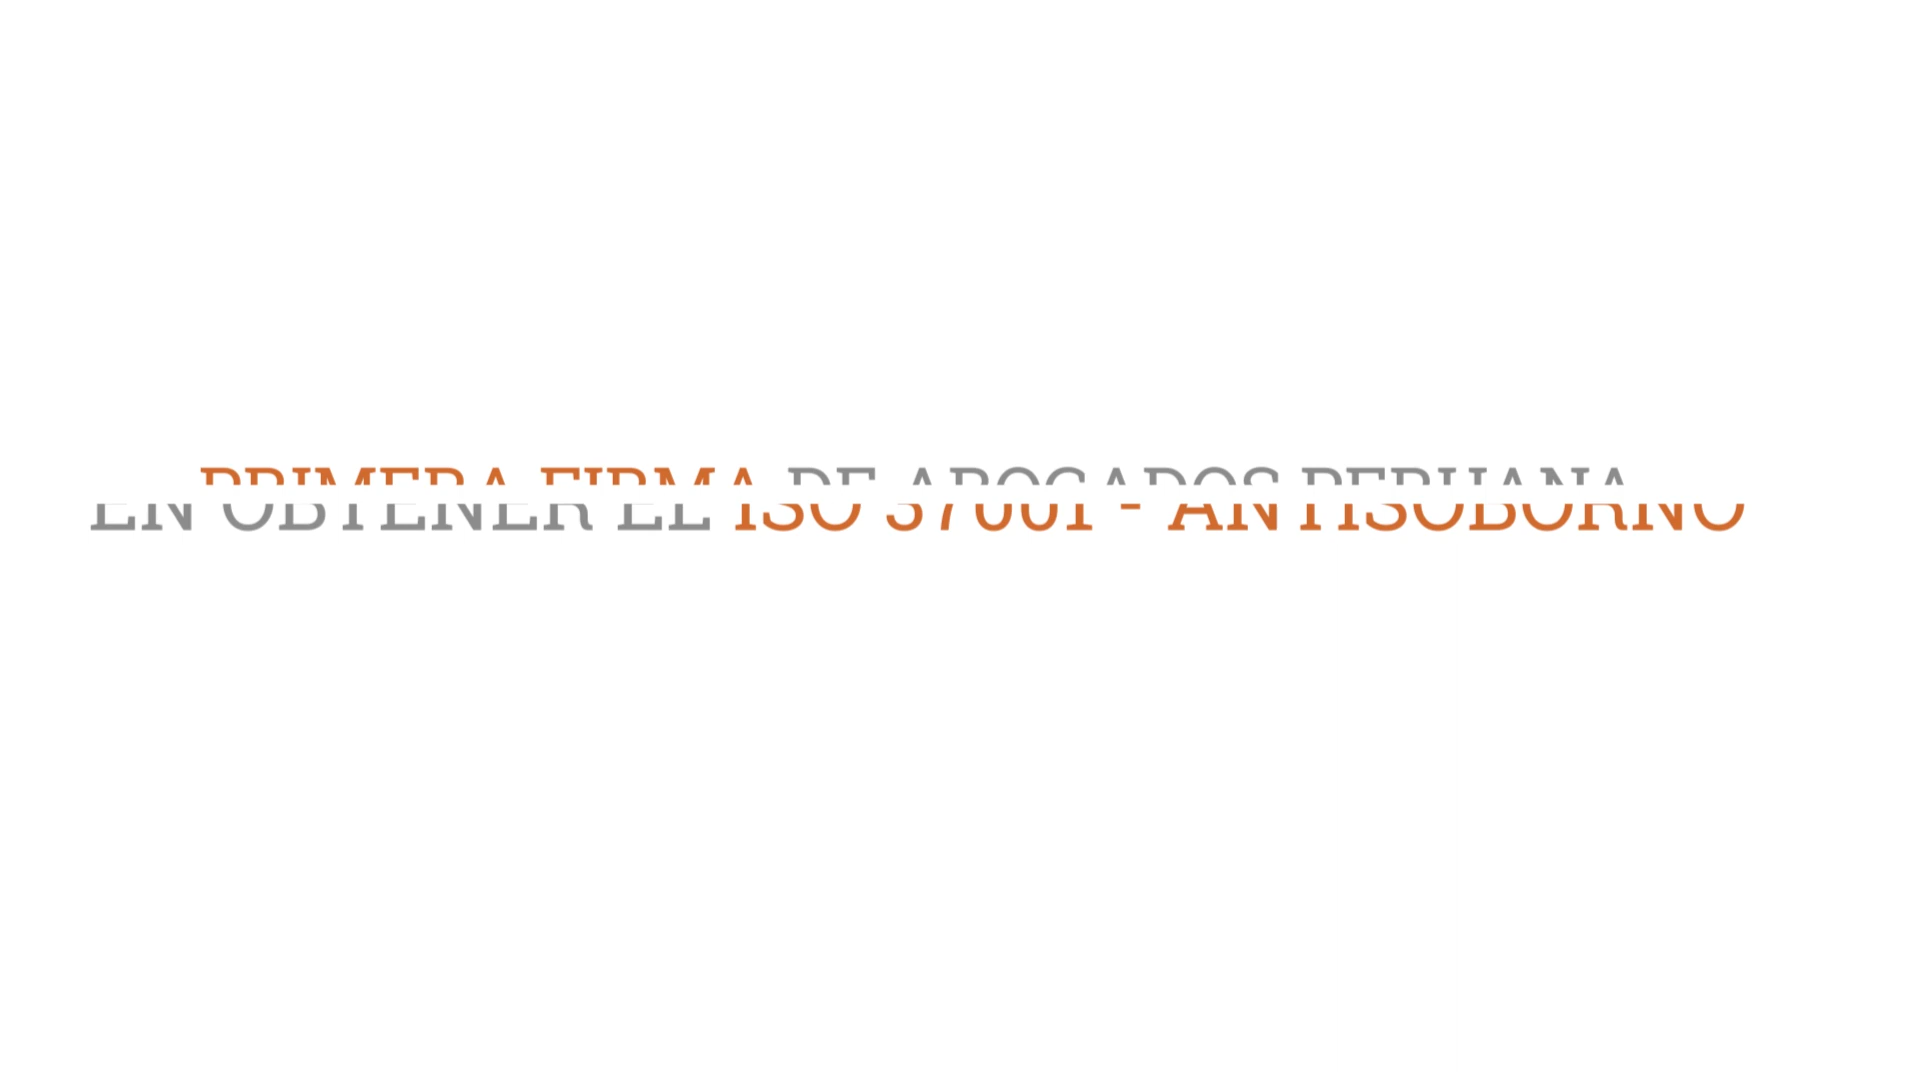 PRIMERA FIRMA DE ABOGADOS PERUANA
EN OBTENER EL ISO 37001 - ANTISOBORNO